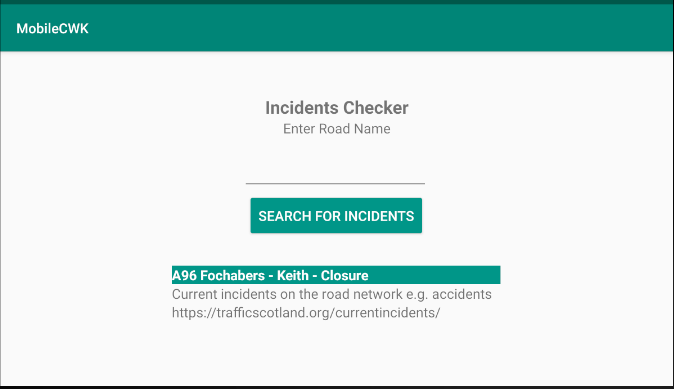 MobileCWK
Incidents Checker
Enter Road Name
SEARCH FOR INCIDENTS
A96 Fochabers - Keith - Closure
Current incidents on the road network e.g. accidents
https://trafficscotland.org/currentincidents/